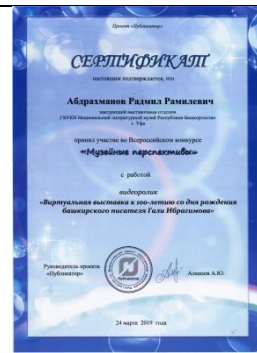 Проект «Публикатор»
СЕРТИФИКАТ
настоящим подтверждается, что
Абдрахманов Радмил Рамилевич
заведующий выставочным отделом
ГБУКИ Национальный литературный музей Республики Башкортостан
г. Уфа
принял участие во Всероссийском конкурсе
«Музейные перспективы»
с работой
видеоролик
«Виртуальная выставка к 100-летию со дня рождения
башкирского писателя Гали Ибрагимова»
Руководитель проекта
«Публикатор»
Алмазов А.Ю.
24 марта 2019 года